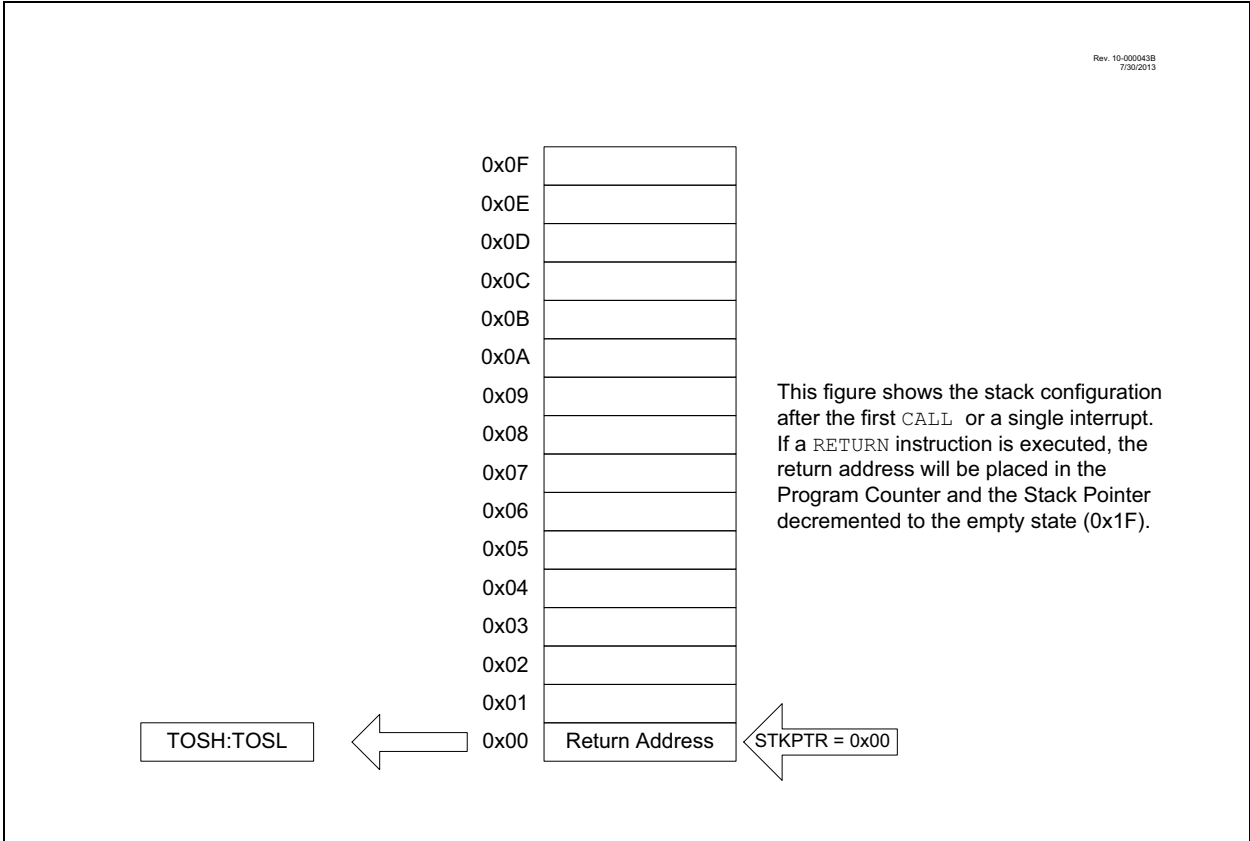 Rev. 10-000043B
7/30/2013
0x0F
0x0E
0x0D
0x0C
0x0B
0x0A
0x09
0x08
0x07
0x06
0x05
0x04
0x03
0x02
0x01
This figure shows the stack configuration
after the first CALL or a single interrupt.
If a RETURN instruction is executed, the
return address will be placed in the
Program Counter and the Stack Pointer
decremented to the empty state (0x1F).
TOSH:TOSL
0x00
Return Address
STKPTR = 0x00